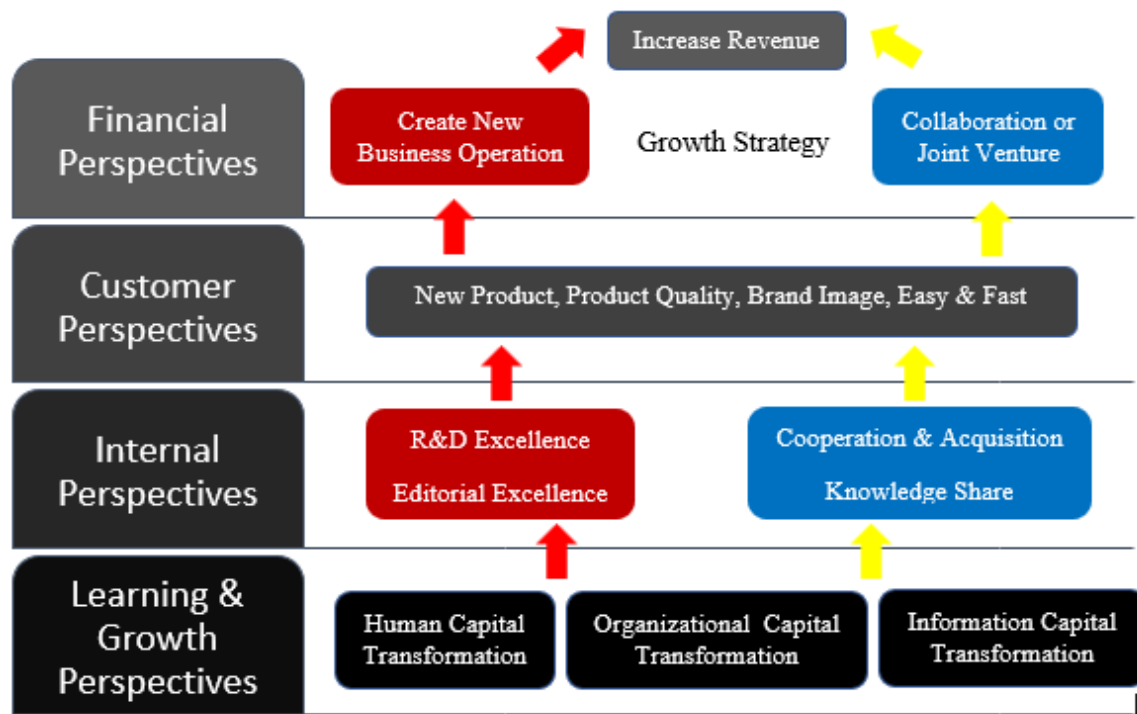 Increase Revenue
Financial
Perspectives
Create New
Business Operation
Growth Strategy
Collaboration or
Joint Venture
Customer
Perspectives
New Product, Product Quality, Brand Image, Easy & Fast
Internal
Perspectives
R&D Excellence
Editorial Excellence
Cooperation & Acquisition
Knowledge Share
Learning &
Growth
Perspectives
Human Capital
Transformation
Organizational Capital
Transformation
Information Capital
Transformation